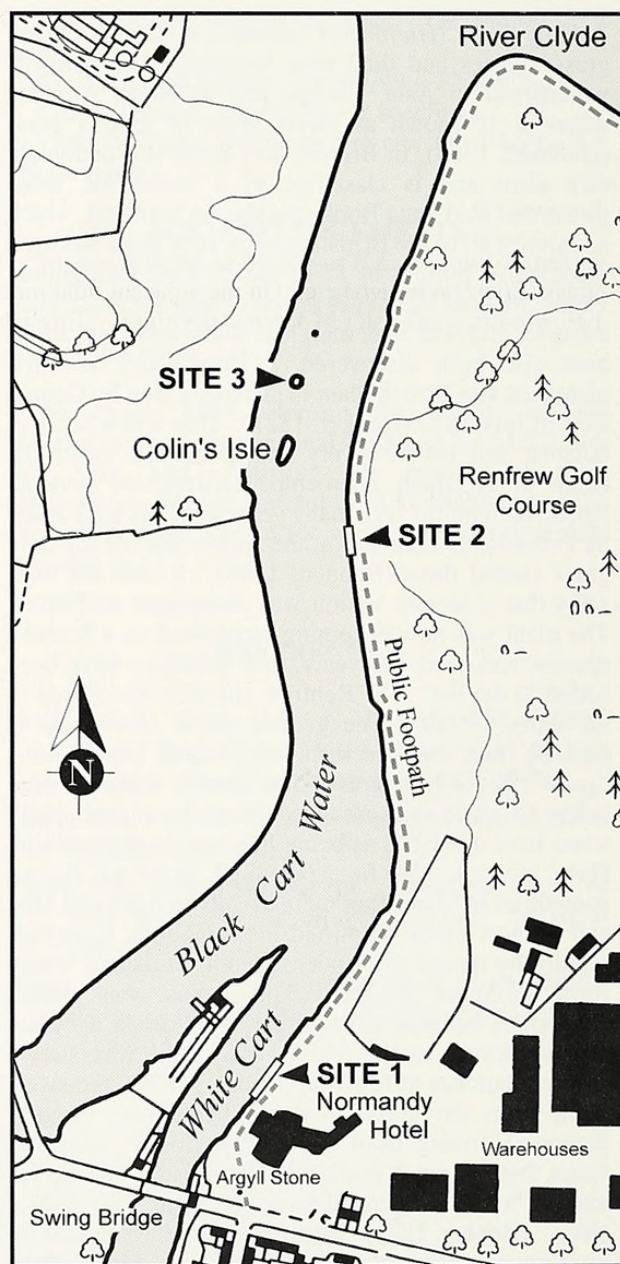 River Clyde
SITE 3
Colin's Isle
Renfrew Golf
Course
SITE 2
Public Footpath
N
Black Cart Water
White Cart
SITE 1
Normandy
Hotel
Warehouses
Argyll Stone
Swing Bridge